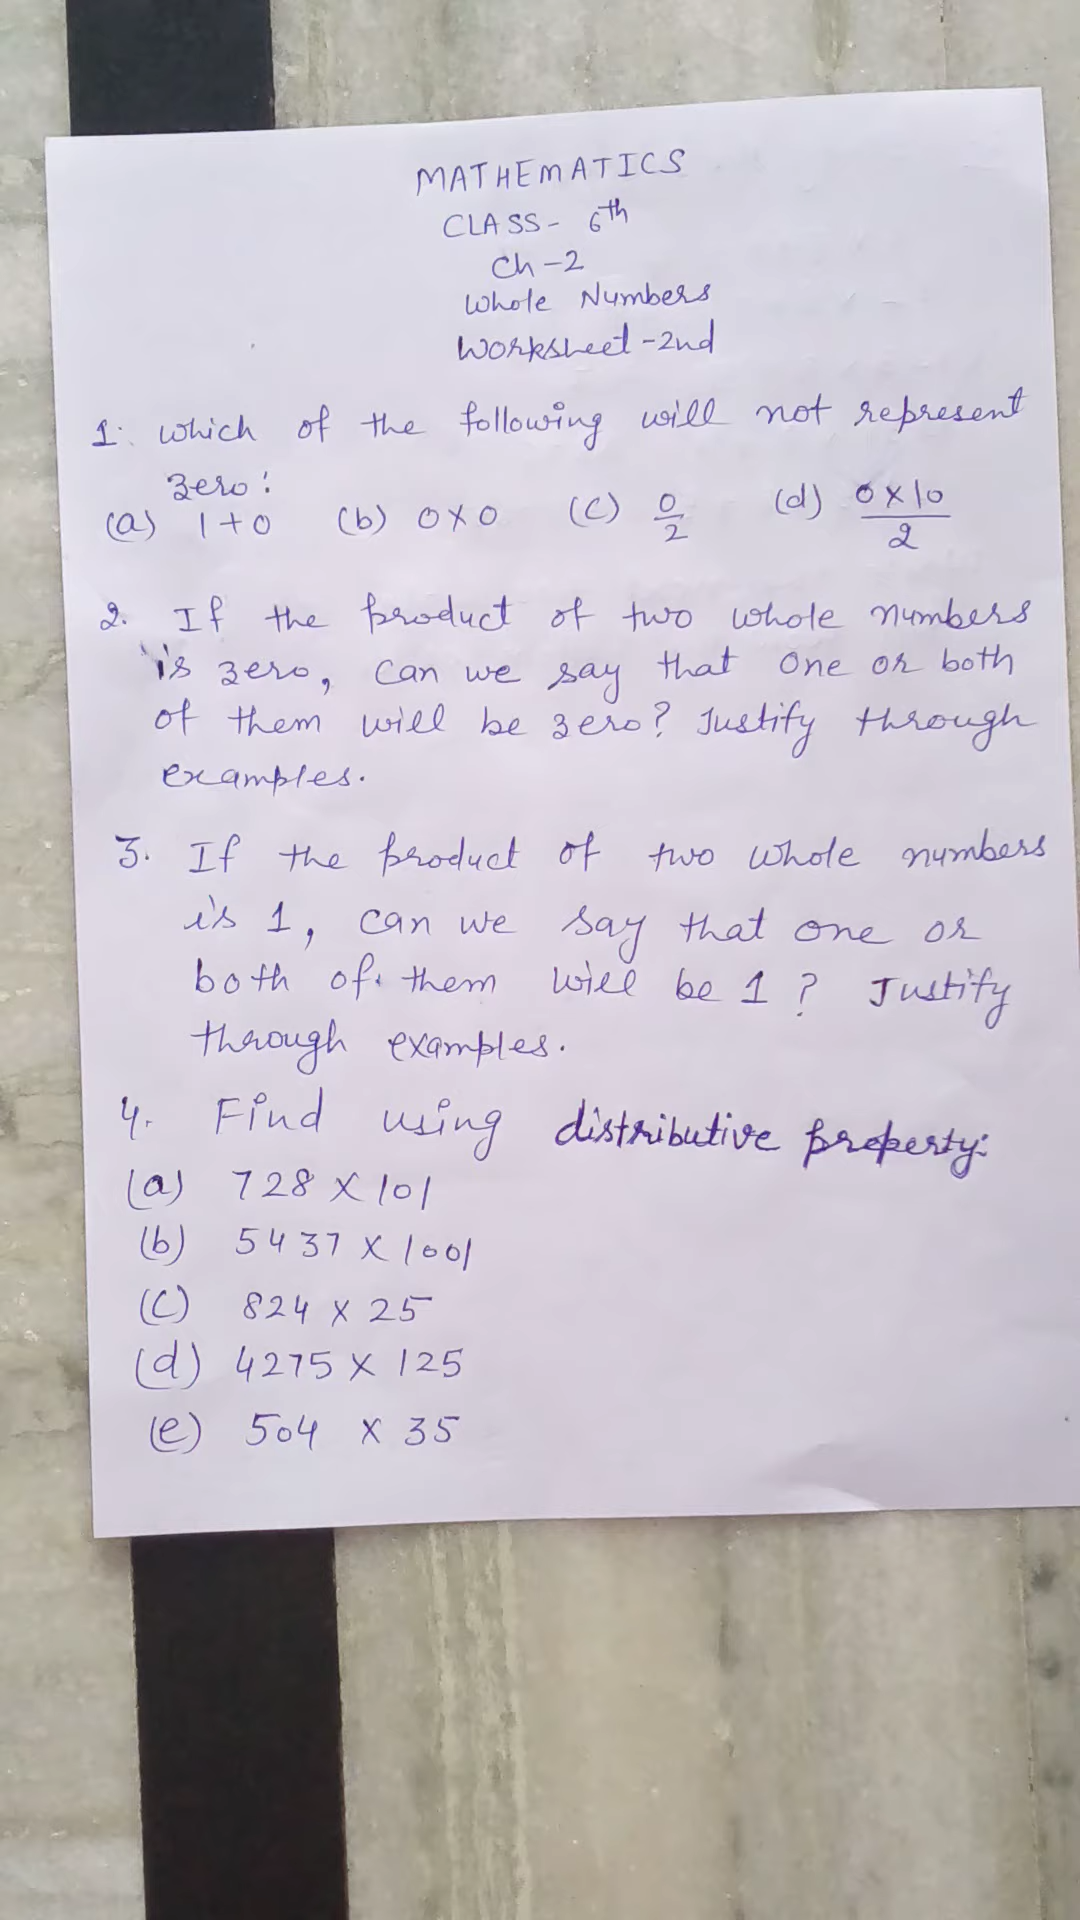 MATHEMATICS
CLASS - 6th
Ch-2
Whole Numbers
Worksheet-2nd
1. which of the following will not represent
zero:
(a) 1+0 (b) 0x0 (c) 0/2 (d) 0x10/2
2. If the product of two whole numbers
is zero, can we say that one or both
of them will be zero? Justify through
examples.
3. If the product of two whole numbers
is 1, can we say that one or
both of them will be 1? Justify
through examples.
4. Find using distributive property:
(a) 728 X 101
(b) 5437 X 1001
(c) 824 X 25
(d) 4275 X 125
(e) 504 X 35